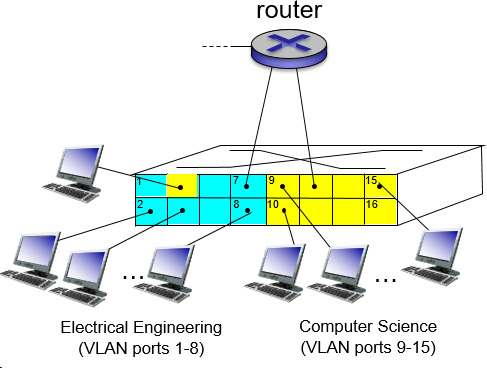 router
1
7
9
15
2
8
10
16
...
...
Electrical Engineering
(VLAN ports 1-8)
Computer Science
(VLAN ports 9-15)